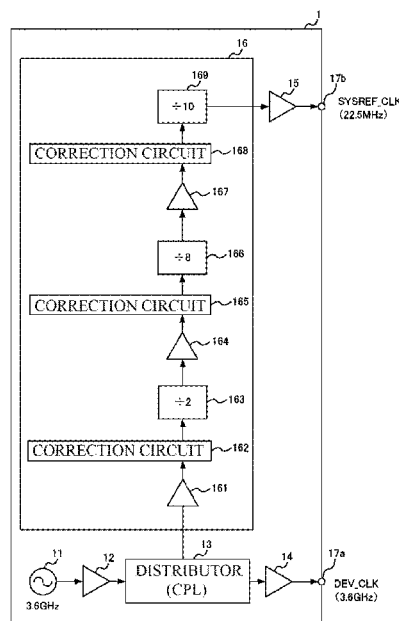 1
16
169
÷10
15
17b
SYSREF_CLK
(22.5MHz)
CORRECTION CIRCUIT
168
167
÷8
166
CORRECTION CIRCUIT
165
164
÷2
163
CORRECTION CIRCUIT
162
161
11
12
13
14
17a
DISTRIBUTOR
(CPL)
3.6GHz
DEV_CLK
(3.6GHz)